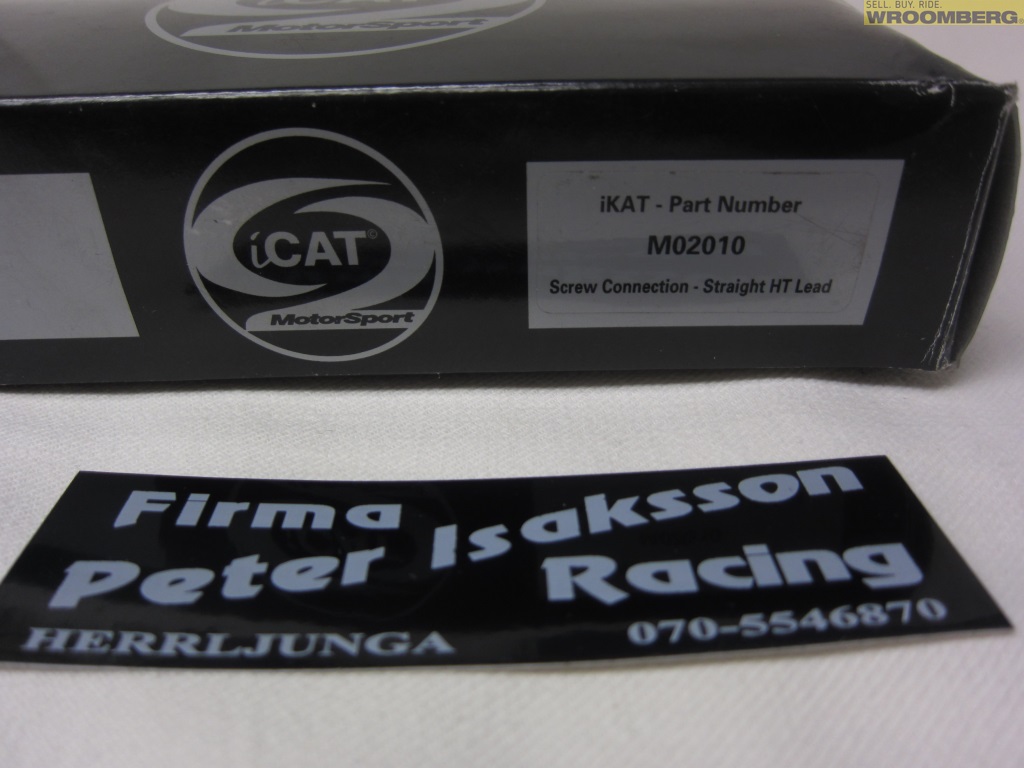 SELL. BUY. RIDE.
WROOMBERG
MotorSport
iCAT©
MotorSport
iKAT - Part Number
M02010
Screw Connection - Straight HT Lead
Firma
Peter Isaksson
Racing
HERRLJUNGA
070-5546870